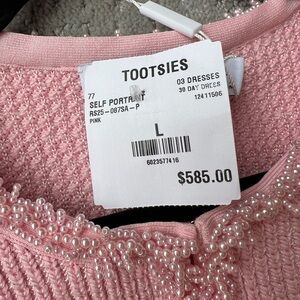 TOOTSIES
77 03 DRESSES
SELF PORTRAIT 30 DAY DRESS
RS25-087SA-P 12411506
PINK
L
6023577416
$585.00